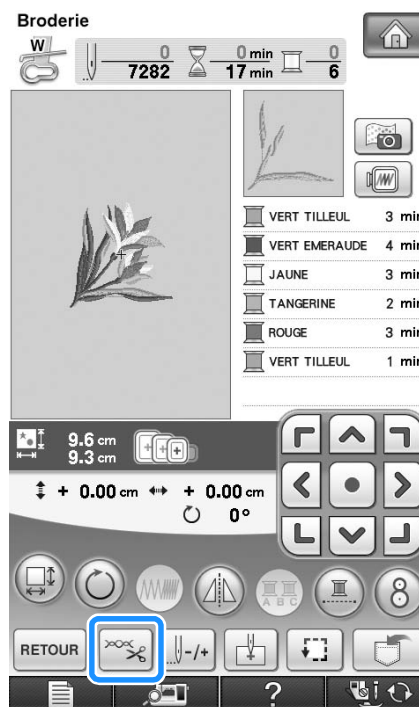 Broderie
W
0 0 min 0
7282 17 min 6
VERT TILLEUL 3 min
VERT EMERAUDE 4 min
JAUNE 3 min
TANGERINE 2 min
ROUGE 3 min
VERT TILLEUL 1 min
9.6 cm
9.3 cm
+ 0.00 cm + 0.00 cm
0°
A B C
8
RETOUR
-/+
?